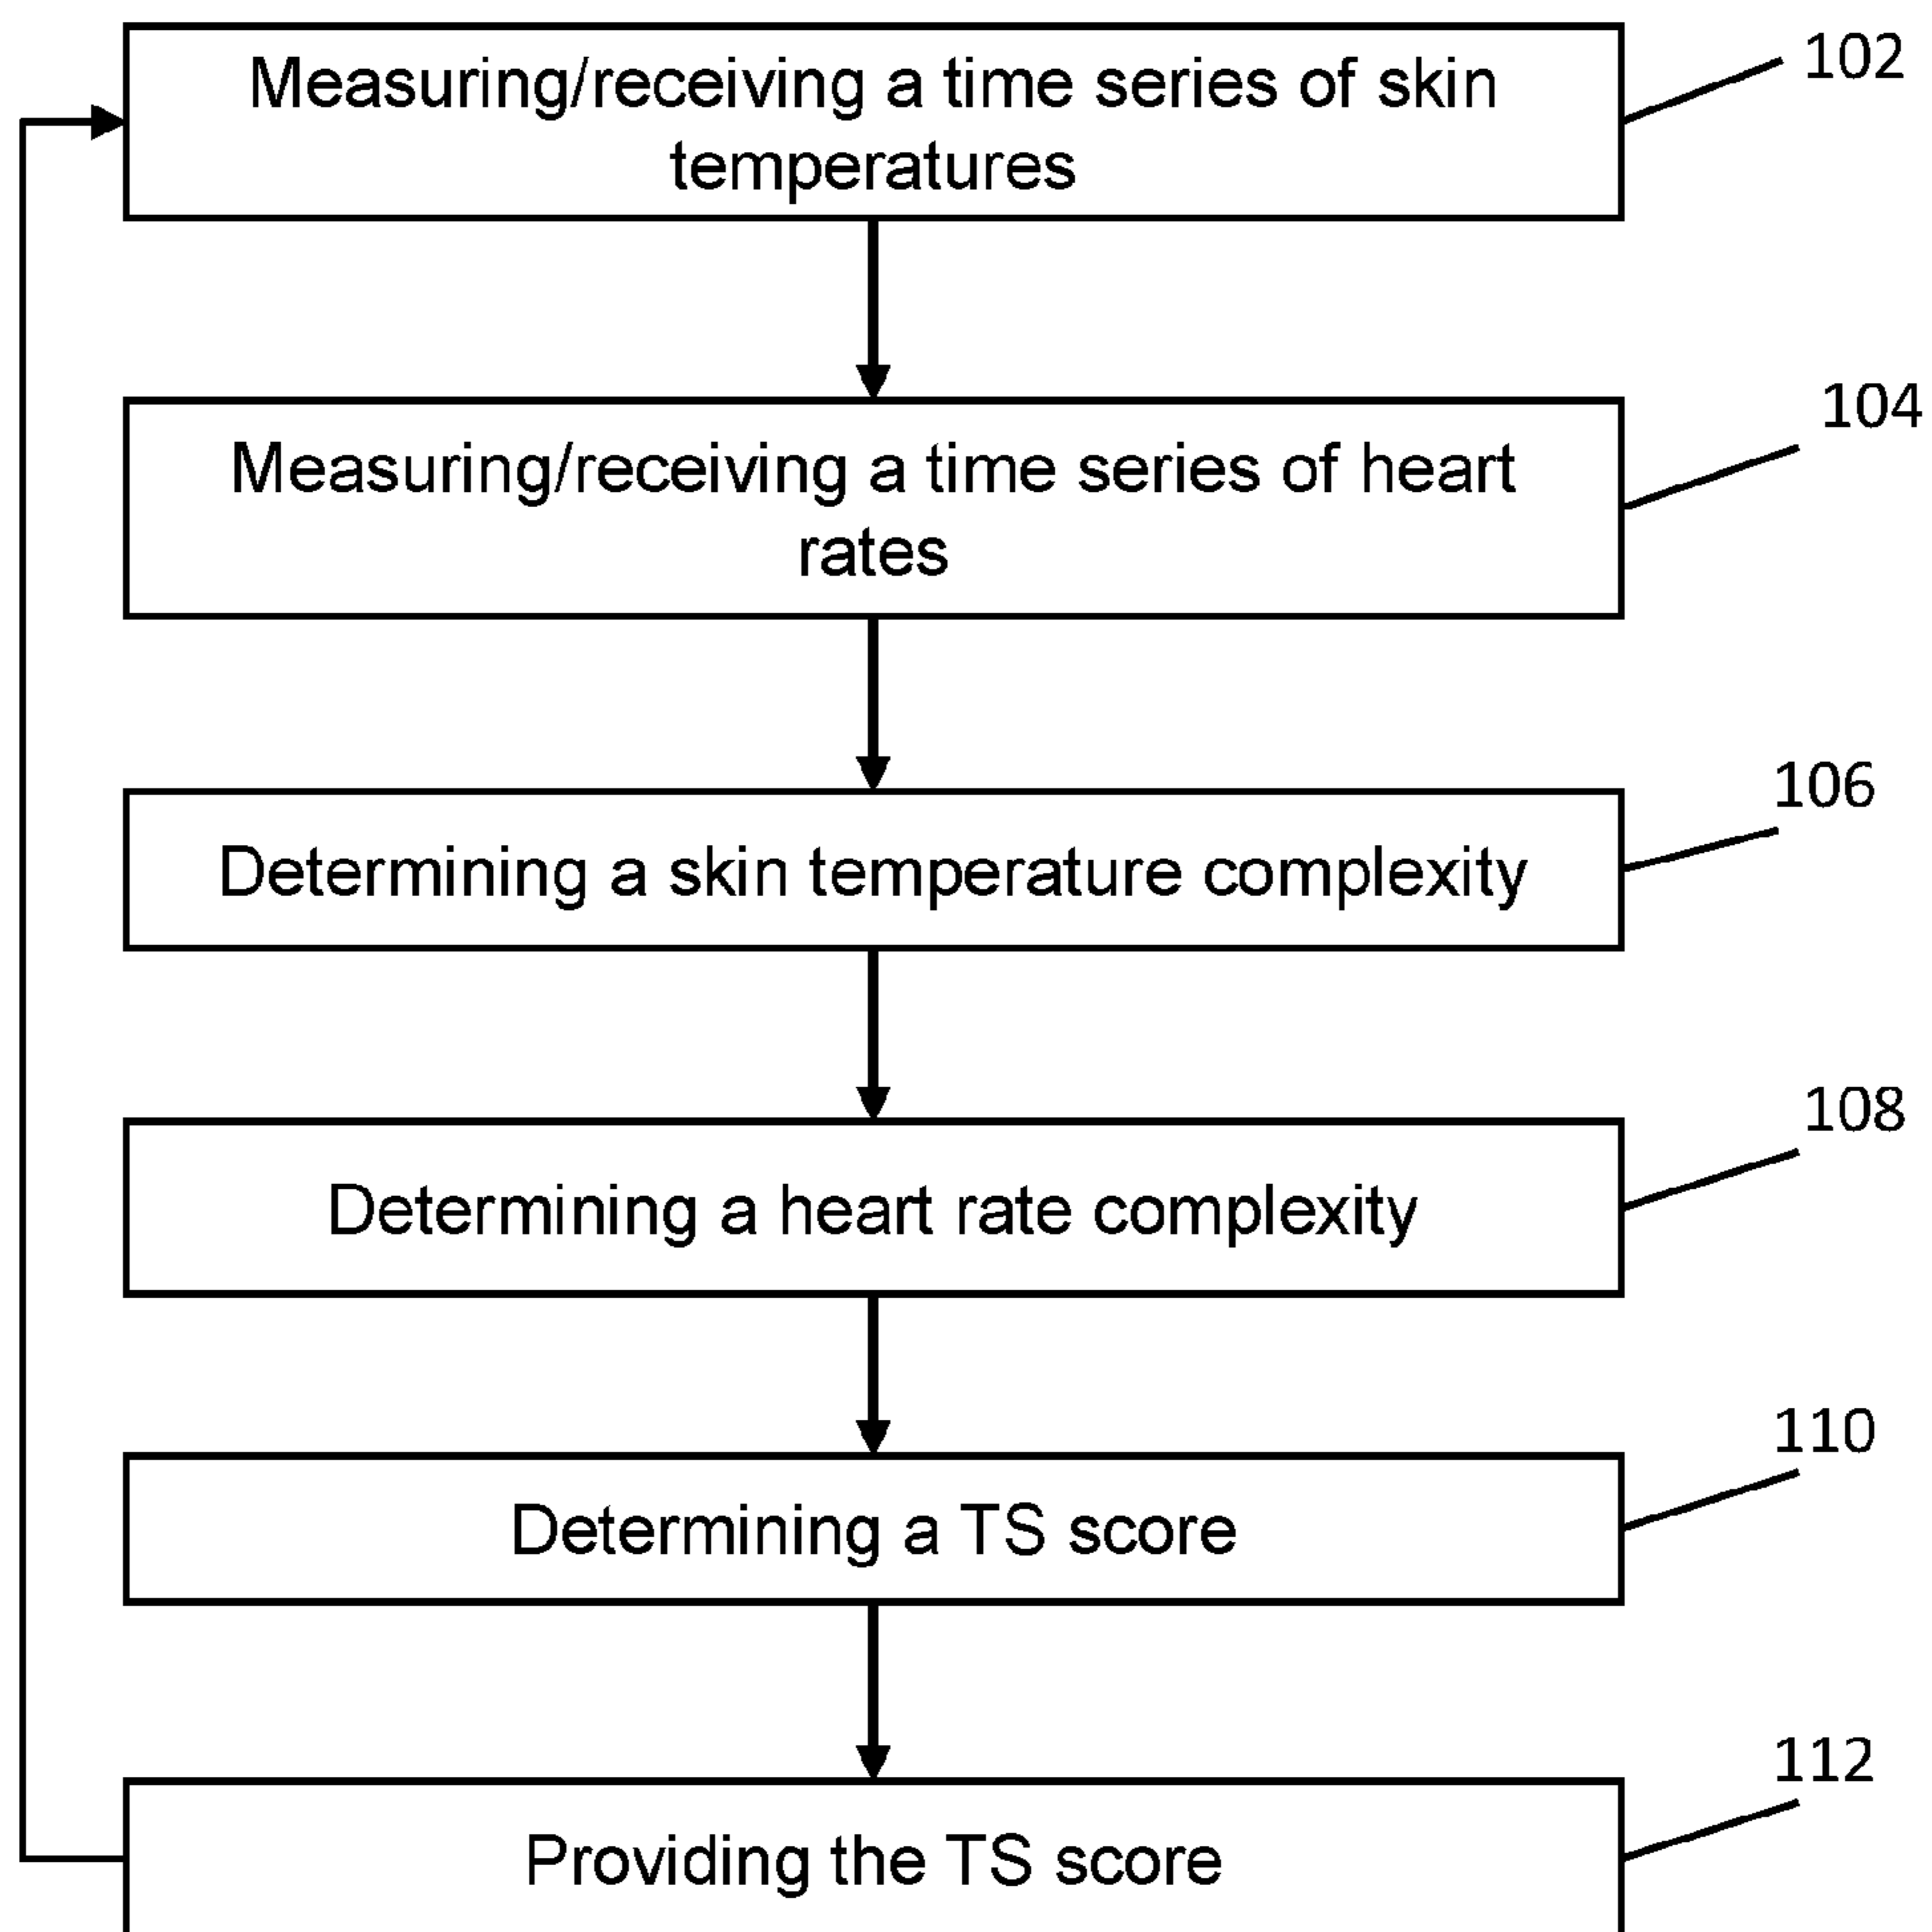 Measuring/receiving a time series of skin
temperatures
102
Measuring/receiving a time series of heart
rates
104
Determining a skin temperature complexity
106
Determining a heart rate complexity
108
Determining a TS score
110
Providing the TS score
112